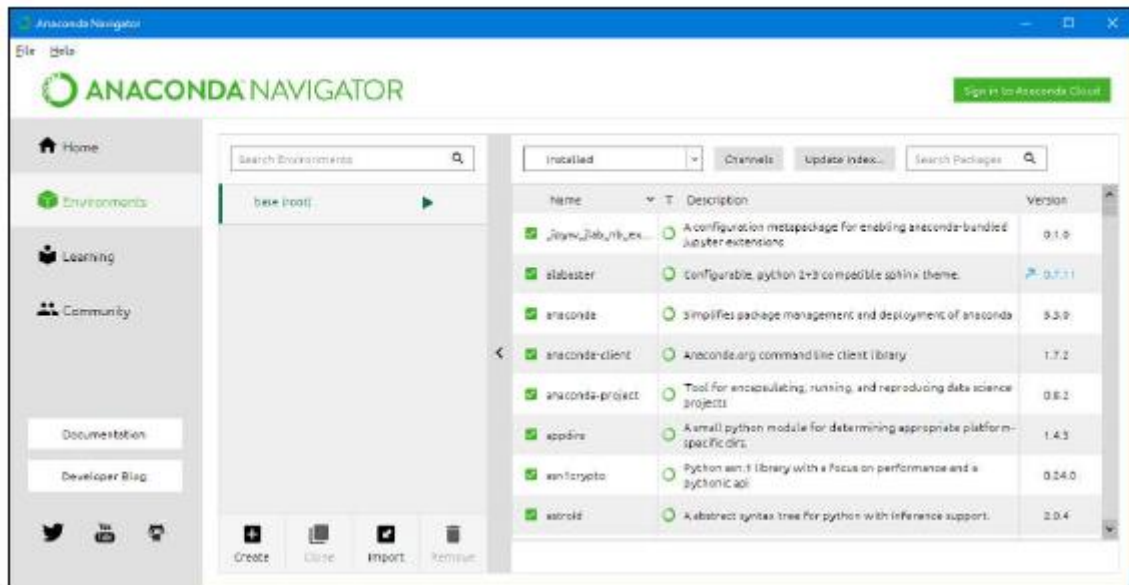 Anaconda Navigator
File Help
ANACONDA NAVIGATOR
Sign in to Anaconda Cloud
Home
Environments
Learning
Community
Documentation
Developer Blog
You
Tube
Search Environments
base (root)
Create
Clone
Import
Remove
Installed
Channels
Update index...
Search Packages
Name T Description Version
A configuration metapackage for enabling anaconda-bundled
jupyter extensions
0.1.0
alabaster Configurable, python 2+3 compatible sphinx theme. 0.7.11
anaconda Simplifies package management and deployment of anaconda 5.3.0
anaconda-client Anaconda.org command line client library 1.7.2
anaconda-project Tool for encapsulating, running, and reproducing data science
projects
0.8.2
appdirs A small python module for determining appropriate platform-
specific dirs.
1.4.3
asn1crypto Python asn.1 library with a focus on performance and a
pythonic api
0.24.0
astroid A abstract syntax tree for python with inference support. 2.0.4